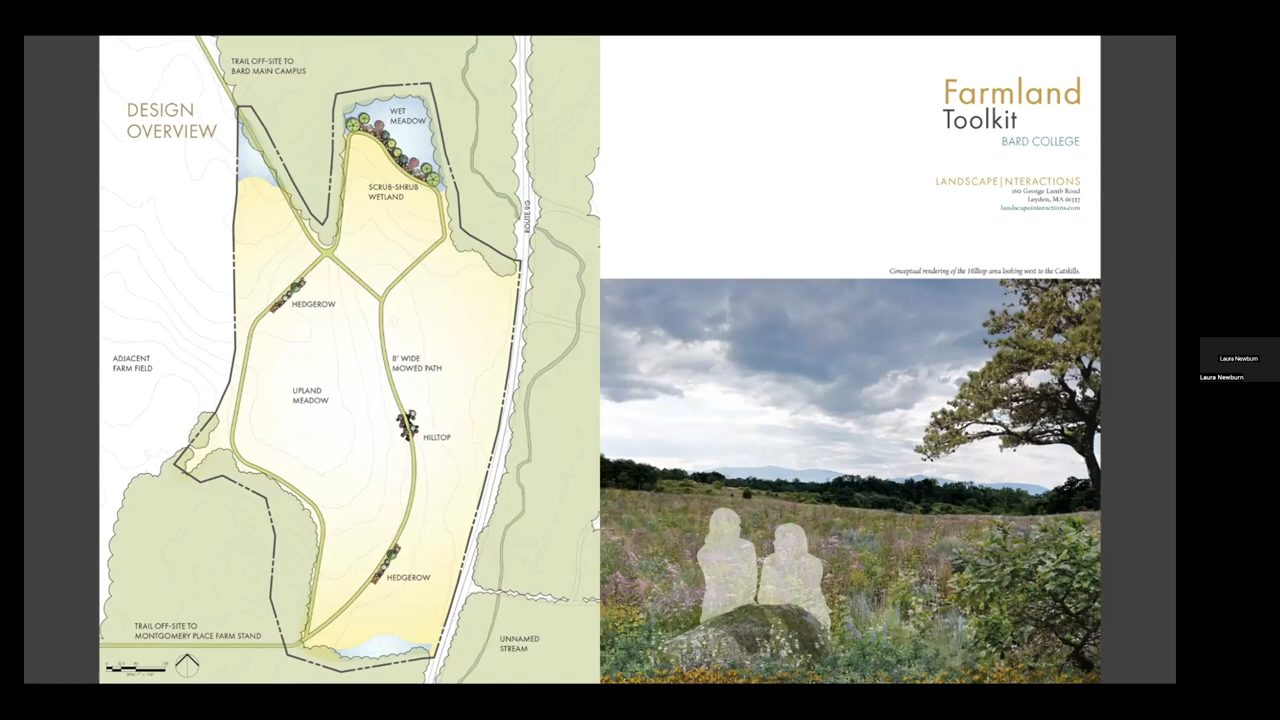 TRAIL OFF-SITE TO
BARD MAIN CAMPUS
DESIGN
OVERVIEW
WET
MEADOW
SCRUB-SHRUB
WETLAND
ROUTE 9G
HEDGEROW
ADJACENT
FARM FIELD
8' WIDE
MOWED PATH
UPLAND
MEADOW
HILLTOP
HEDGEROW
TRAIL OFF-SITE TO
MONTGOMERY PLACE FARM STAND
UNNAMED
STREAM
Farmland
Toolkit
BARD COLLEGE
LANDSCAPE|NTERACTIONS
160 George Lamb Road
Leyden, MA 01337
landscapeinteractions.com
Conceptual rendering of the Hilltop area looking west to the Catskills.
Laura Newburn
Laura Newburn